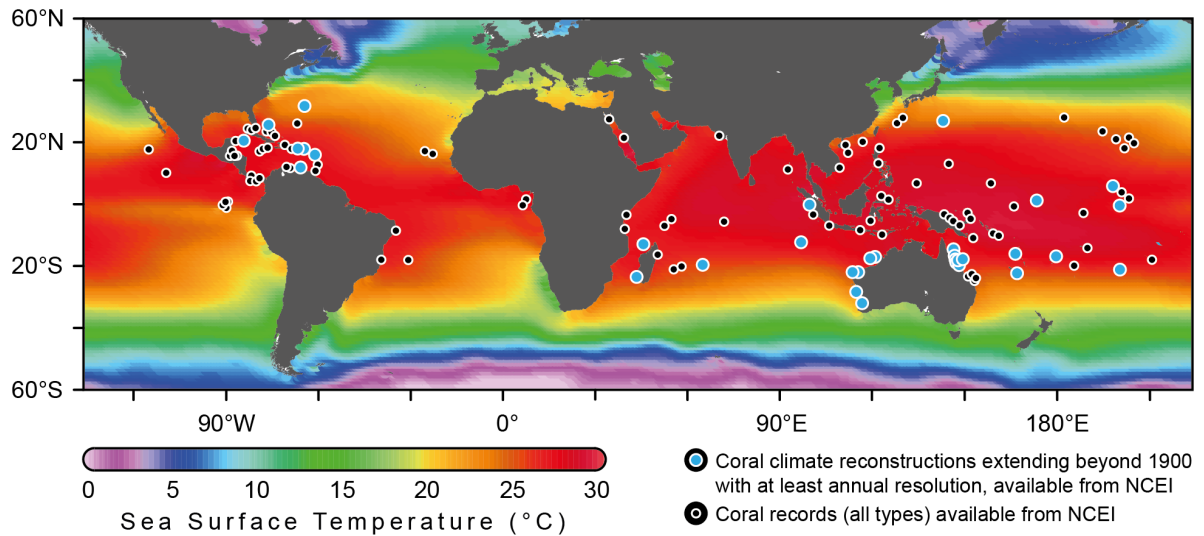 60°N
20°N
20°S
60°S
90°W
0°
90°E
180°E
0
5
10
15
20
25
30
Sea Surface Temperature (°C)
Coral climate reconstructions extending beyond 1900
with at least annual resolution, available from NCEI
Coral records (all types) available from NCEI